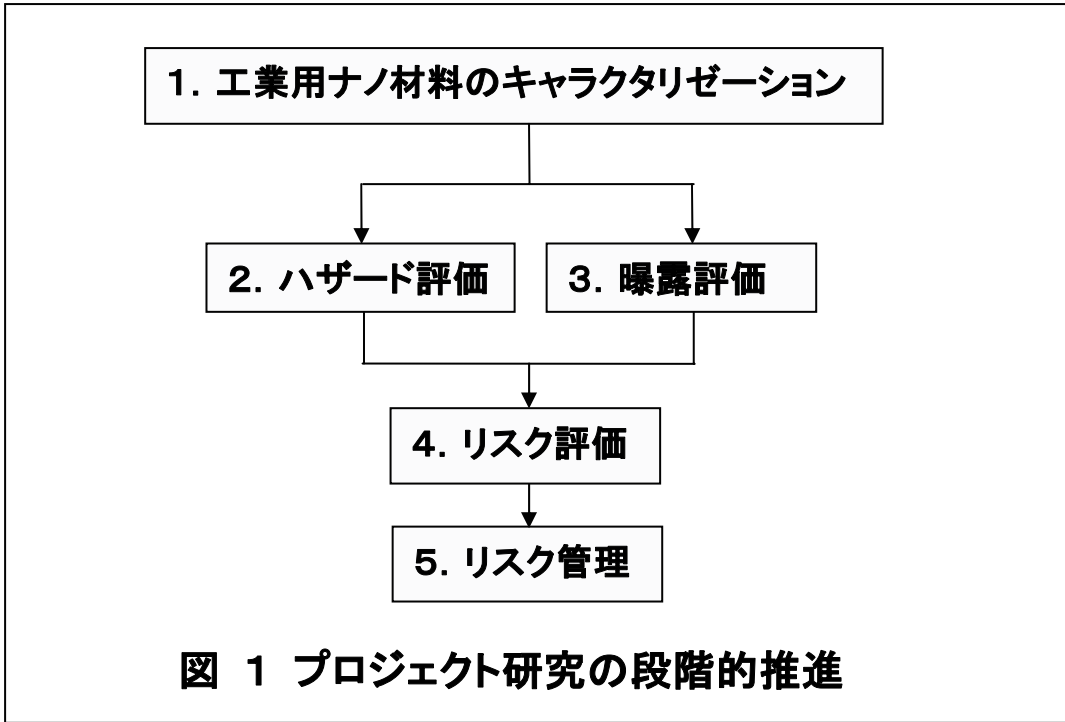 1. 工業用ナノ材料のキャラクタリゼーション
2. ハザード評価
3. 曝露評価
4. リスク評価
5. リスク管理
図 1 プロジェクト研究の段階的推進